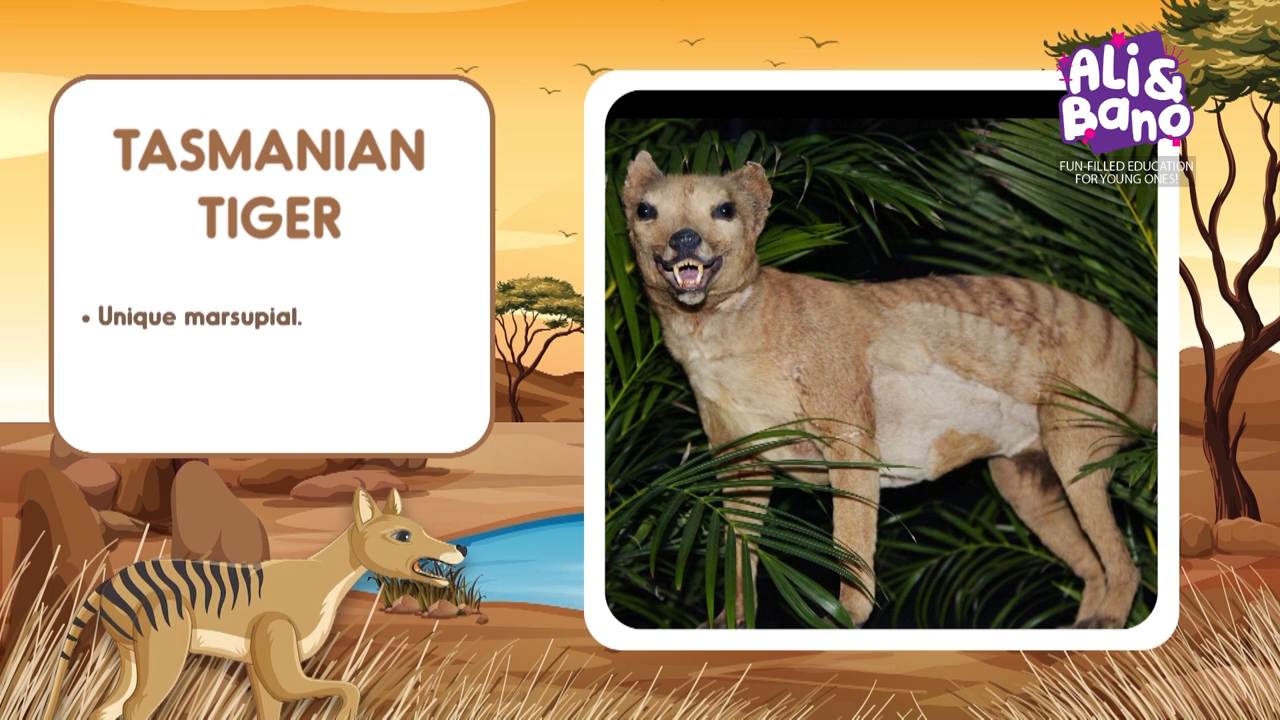 TASMANIAN
TIGER
• Unique marsupial.
ALi&
Bano
FUN-FILLED EDUCATION
FOR YOUNG ONES!